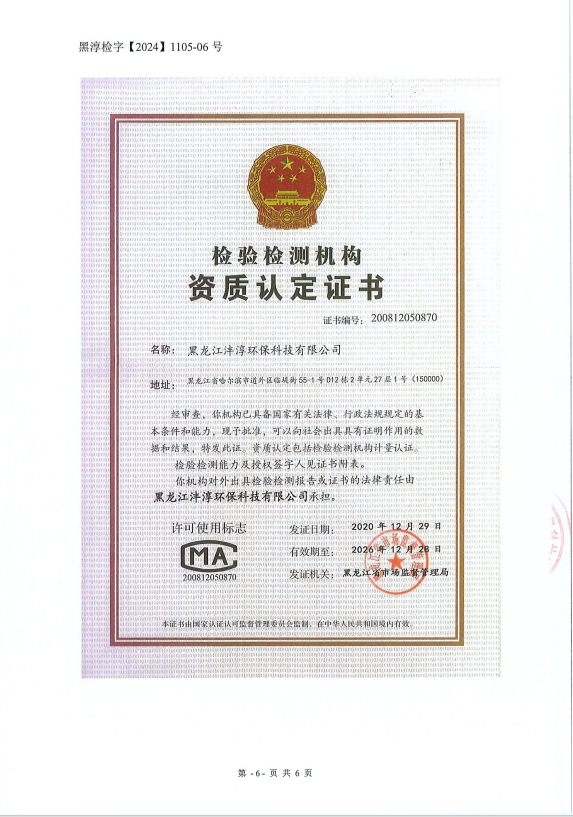 黑淳检字【2024】1105-06 号
检验检测机构
资质认定证书
证书编号：200812050870
名称：黑龙江沣淳环保科技有限公司
地址：黑龙江省哈尔滨市道外区临坡街 55-1 号 D12 栋 2 单元 27 层 1 号（150000）
经审查，你机构已具备国家有关法律、行政法规规定的基
本条件和能力，现予批准，可以向社会出具具有证明作用的数
据和结果，特发此证。资质认定包括检验检测机构计量认证。
检验检测能力及授权签字人见证书附表。
你机构对外出具检验检测报告或证书的法律责任由
黑龙江沣淳环保科技有限公司承担。
许可使用标志
MA
200812050870
发证日期：2020 年 12 月 29 日
有效期至：2026 年 12 月 28 日
发证机关：黑龙江省市场监督管理局
本证书由国家认证认可监督管理委员会监制，在中华人民共和国境内有效。
第 -6- 页 共 6 页